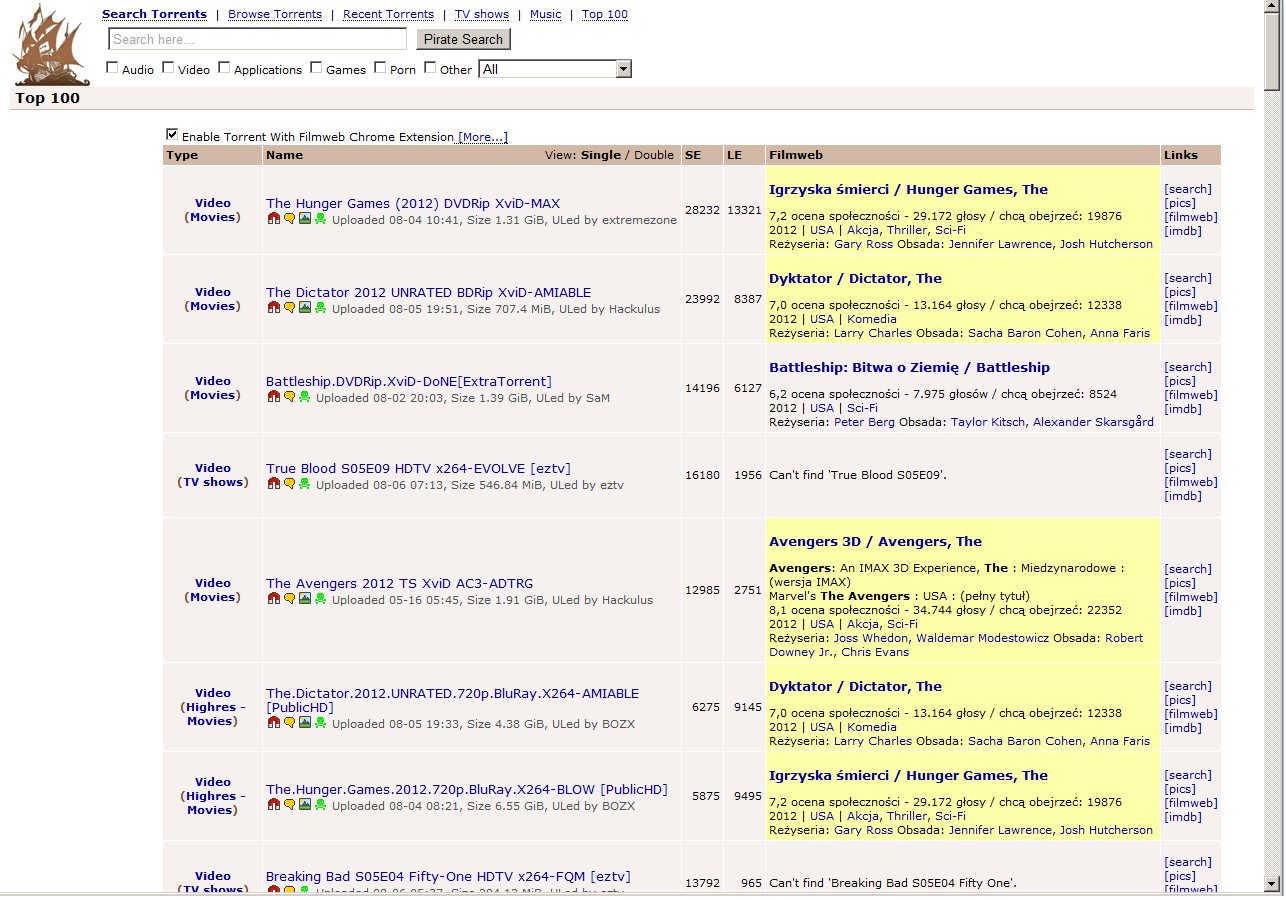 Search Torrents | Browse Torrents | Recent Torrents | TV shows | Music | Top 100
Search here... Pirate Search
Audio Video Applications Games Porn Other All
Top 100
Enable Torrent With Filmweb Chrome Extension [More...]
Type Name View: Single / Double SE LE Filmweb Links
Video
(Movies)
The Hunger Games (2012) DVDRip XviD-MAX
Uploaded 08-04 10:41, Size 1.31 GiB, ULed by extremezone
28232 13321
Igrzyska śmierci / Hunger Games, The
7,2 ocena społeczności - 29.172 głosy / chcą obejrzeć: 19876
2012 | USA | Akcja, Thriller, Sci-Fi
Reżyseria: Gary Ross Obsada: Jennifer Lawrence, Josh Hutcherson
[search]
[pics]
[filmweb]
[imdb]
Video
(Movies)
The Dictator 2012 UNRATED BDRip XviD-AMIABLE
Uploaded 08-05 19:51, Size 707.4 MiB, ULed by Hackulus
23992 8387
Dyktator / Dictator, The
7,0 ocena społeczności - 13.164 głosy / chcą obejrzeć: 12338
2012 | USA | Komedia
Reżyseria: Larry Charles Obsada: Sacha Baron Cohen, Anna Faris
[search]
[pics]
[filmweb]
[imdb]
Video
(Movies)
Battleship.DVDRip.XviD-DoNE[ExtraTorrent]
Uploaded 08-02 20:03, Size 1.39 GiB, ULed by SaM
14196 6127
Battleship: Bitwa o Ziemię / Battleship
6,2 ocena społeczności - 7.975 głosów / chcą obejrzeć: 8524
2012 | USA | Sci-Fi
Reżyseria: Peter Berg Obsada: Taylor Kitsch, Alexander Skarsgård
[search]
[pics]
[filmweb]
[imdb]
Video
(TV shows)
True Blood S05E09 HDTV x264-EVOLVE [eztv]
Uploaded 08-06 07:13, Size 546.84 MiB, ULed by eztv
16180 1956
Can't find 'True Blood S05E09'.
[search]
[pics]
[filmweb]
[imdb]
Video
(Movies)
The Avengers 2012 TS XviD AC3-ADTRG
Uploaded 05-16 05:45, Size 1.91 GiB, ULed by Hackulus
12985 2751
Avengers 3D / Avengers, The
Avengers: An IMAX 3D Experience, The : Miedzynarodowe :
(wersja IMAX)
Marvel's The Avengers : USA : (pełny tytuł)
8,1 ocena społeczności - 34.744 głosy / chcą obejrzeć: 22352
2012 | USA | Akcja, Sci-Fi
Reżyseria: Joss Whedon, Waldemar Modestowicz Obsada: Robert
Downey Jr., Chris Evans
[search]
[pics]
[filmweb]
[imdb]
Video
(Highres -
Movies)
The.Dictator.2012.UNRATED.720p.BluRay.X264-AMIABLE
[PublicHD]
Uploaded 08-05 19:33, Size 4.38 GiB, ULed by BOZX
6275 9145
Dyktator / Dictator, The
7,0 ocena społeczności - 13.164 głosy / chcą obejrzeć: 12338
2012 | USA | Komedia
Reżyseria: Larry Charles Obsada: Sacha Baron Cohen, Anna Faris
[search]
[pics]
[filmweb]
[imdb]
Video
(Highres -
Movies)
The.Hunger.Games.2012.720p.BluRay.X264-BLOW [PublicHD]
Uploaded 08-04 08:21, Size 6.55 GiB, ULed by BOZX
5875 9495
Igrzyska śmierci / Hunger Games, The
7,2 ocena społeczności - 29.172 głosy / chcą obejrzeć: 19876
2012 | USA | Akcja, Thriller, Sci-Fi
Reżyseria: Gary Ross Obsada: Jennifer Lawrence, Josh Hutcherson
[search]
[pics]
[filmweb]
[imdb]
Video
(TV shows)
Breaking Bad S05E04 Fifty-One HDTV x264-FQM [eztv]
13792 965
Can't find 'Breaking Bad S05E04 Fifty One'.
[search]
[pics]
[filmweb]